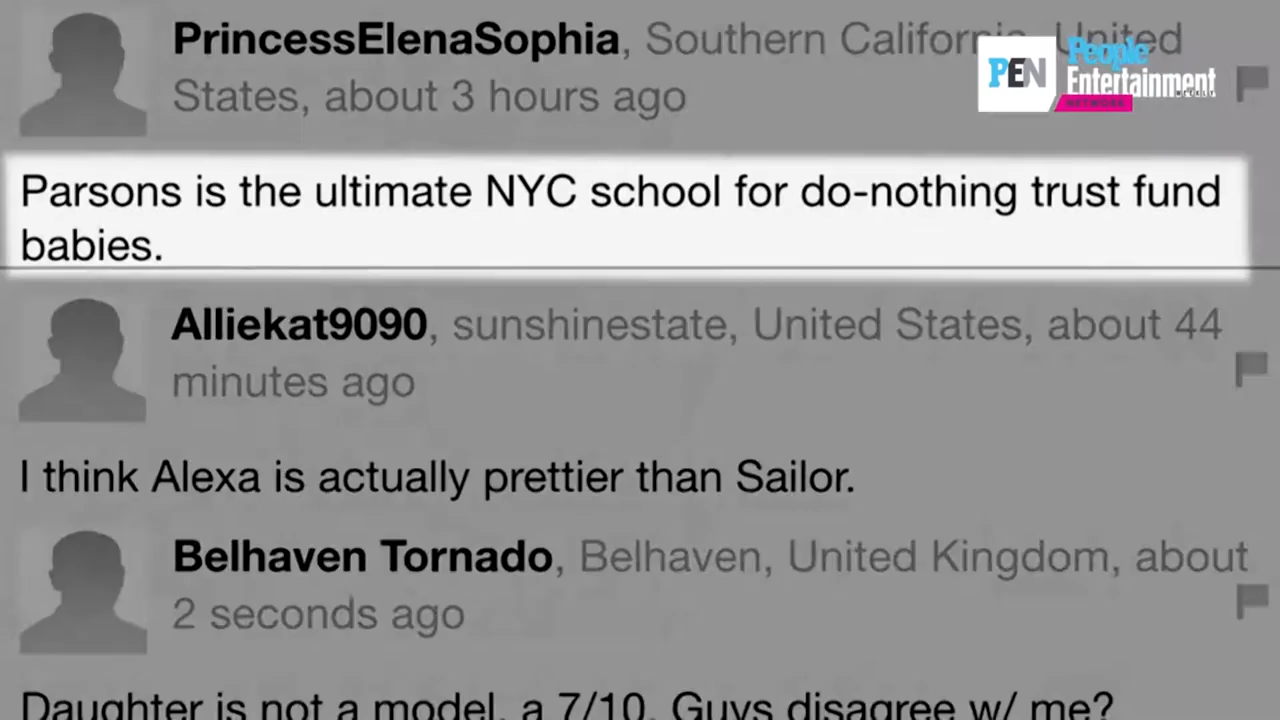 PrincessElenaSophia, Southern California, United
States, about 3 hours ago
PEN
People
Entertainment
WEEKLY
NETWORK
Parsons is the ultimate NYC school for do-nothing trust fund
babies.
Alliekat9090, sunshinestate, United States, about 44
minutes ago
I think Alexa is actually prettier than Sailor.
Belhaven Tornado, Belhaven, United Kingdom, about
2 seconds ago
Daughter is not a model, a 7/10. Guys disagree w/ me?